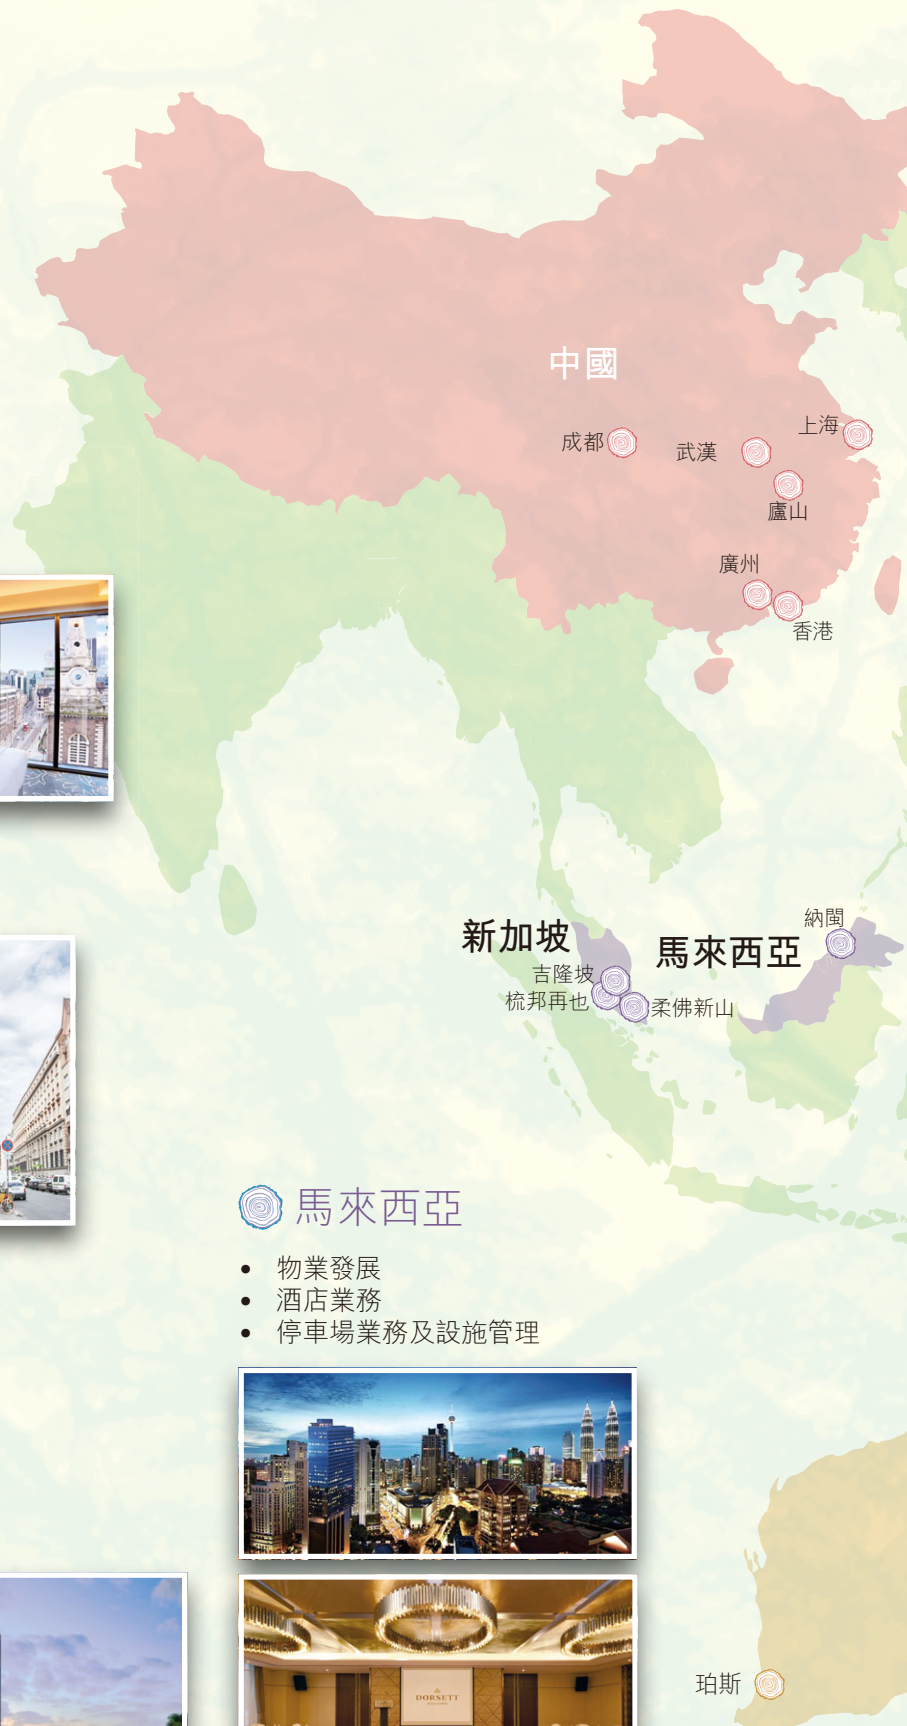 中國
上海
成都
武漢
廬山
廣州
香港
納閩
新加坡
馬來西亞
吉隆坡
梳邦再也
柔佛新山
馬來西亞
• 物業發展
• 酒店業務
• 停車場業務及設施管理
DORSETT
珀斯